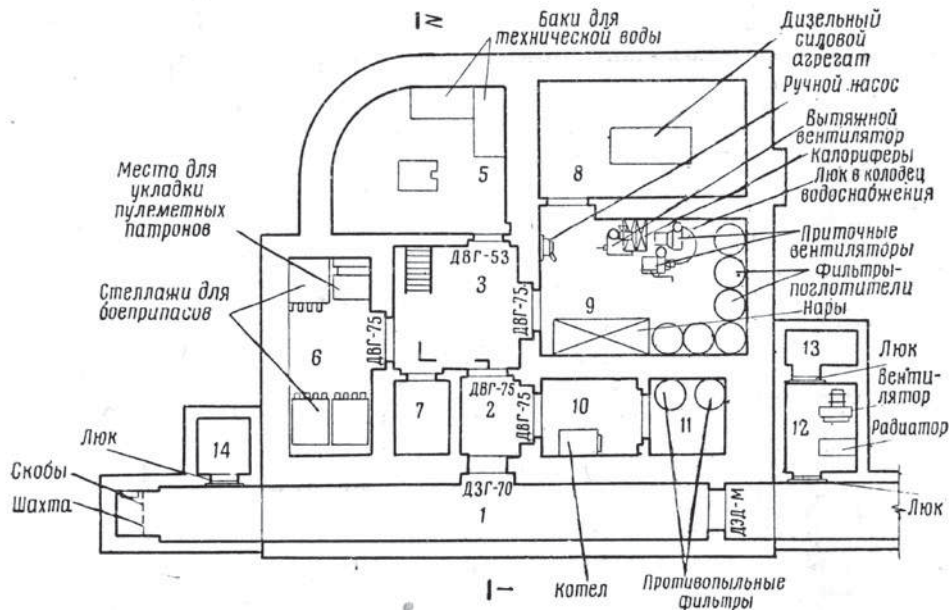 I N
Баки для
технической воды
Дизельный
силовой
агрегат
Ручной насос
Вытяжной
вентилятор
Калориферы
Люк в колодец
водоснабжения
Приточные
вентиляторы
Фильтры-
поглотители
Нары
Место для
укладки
пулеметных
патронов
Стеллажи для
боеприпасов
5
8
ДВГ-53
3
ДВГ-75
ДВГ-75
9
6
13
Люк
Венти-
лятор
Радиатор
12
7
ДВГ-75
2
ДВГ-75
10
11
14
Люк
Скобы
Шахта
ДЗГ-70
1
ДЭД-М
Люк
I
Котел
Противопыльные
фильтры